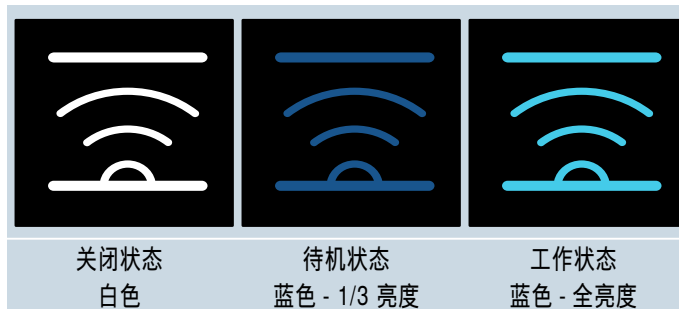 关闭状态
白色
待机状态
蓝色 - 1/3 亮度
工作状态
蓝色 - 全亮度